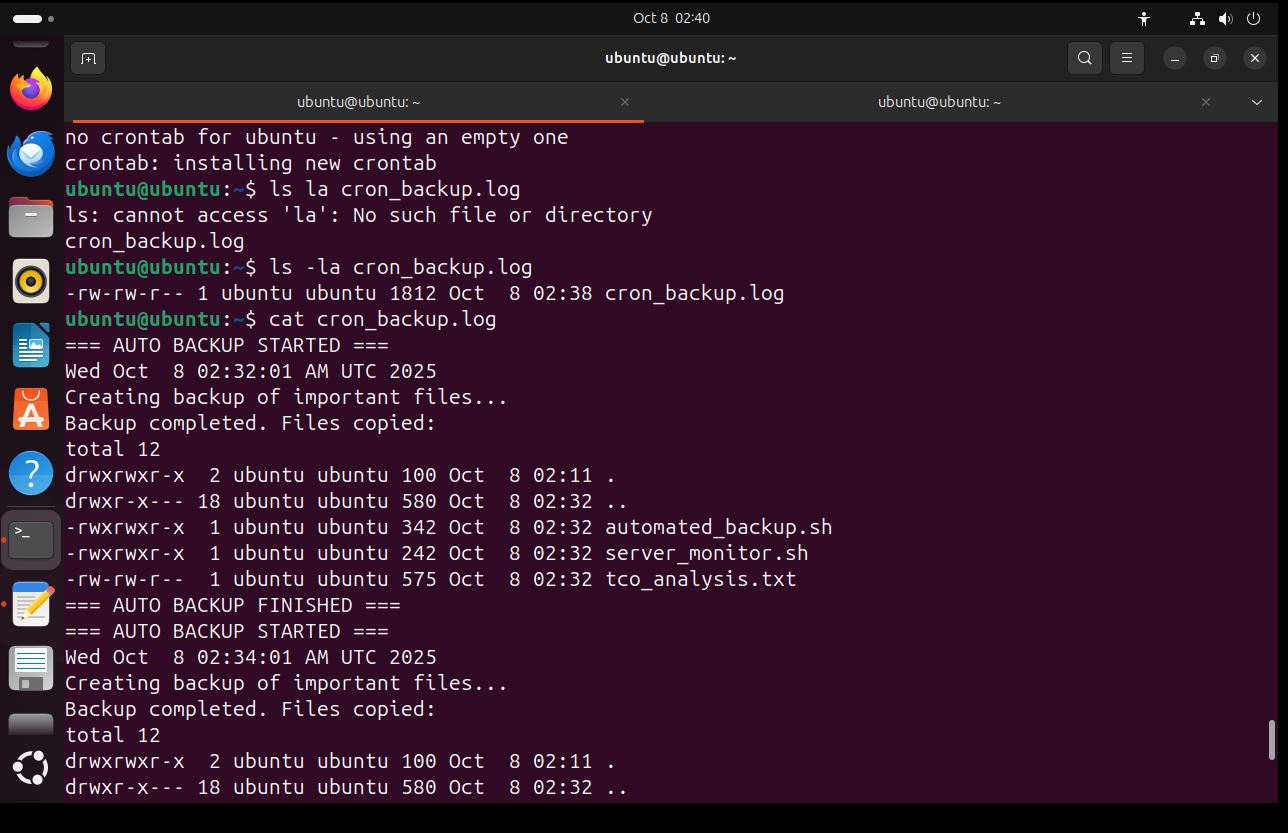 Oct 8 02:40
ubuntu@ubuntu: ~
ubuntu@ubuntu: ~
ubuntu@ubuntu: ~
no crontab for ubuntu - using an empty one
crontab: installing new crontab
ubuntu@ubuntu:~$ ls la cron_backup.log
ls: cannot access 'la': No such file or directory
cron_backup.log
ubuntu@ubuntu:~$ ls -la cron_backup.log
-rw-rw-r-- 1 ubuntu ubuntu 1812 Oct  8 02:38 cron_backup.log
ubuntu@ubuntu:~$ cat cron_backup.log
=== AUTO BACKUP STARTED ===
Wed Oct  8 02:32:01 AM UTC 2025
Creating backup of important files...
Backup completed. Files copied:
total 12
drwxrwxr-x  2 ubuntu ubuntu 100 Oct  8 02:11 .
drwxr-x--- 18 ubuntu ubuntu 580 Oct  8 02:32 ..
-rwxrwxr-x  1 ubuntu ubuntu 342 Oct  8 02:32 automated_backup.sh
-rwxrwxr-x  1 ubuntu ubuntu 242 Oct  8 02:32 server_monitor.sh
-rw-rw-r--  1 ubuntu ubuntu 575 Oct  8 02:32 tco_analysis.txt
=== AUTO BACKUP FINISHED ===
=== AUTO BACKUP STARTED ===
Wed Oct  8 02:34:01 AM UTC 2025
Creating backup of important files...
Backup completed. Files copied:
total 12
drwxrwxr-x  2 ubuntu ubuntu 100 Oct  8 02:11 .
drwxr-x--- 18 ubuntu ubuntu 580 Oct  8 02:32 ..